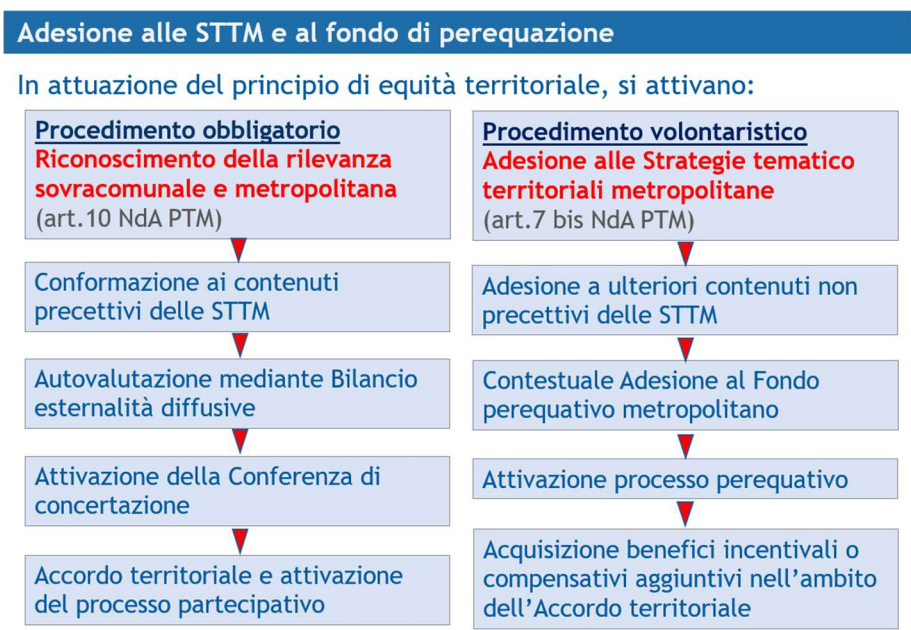 Adesione alle STTM e al fondo di perequazione
In attuazione del principio di equità territoriale, si attivano:
Procedimento obbligatorio
Riconoscimento della rilevanza
sovracomunale e metropolitana
(art.10 NdA PTM)
Conformazione ai contenuti
precettivi delle STTM
Autovalutazione mediante Bilancio
esternalità diffusive
Attivazione della Conferenza di
concertazione
Accordo territoriale e attivazione
del processo partecipativo
Procedimento volontaristico
Adesione alle Strategie tematico
territoriali metropolitane
(art.7 bis NdA PTM)
Adesione a ulteriori contenuti non
precettivi delle STTM
Contestuale Adesione al Fondo
perequativo metropolitano
Attivazione processo perequativo
Acquisizione benefici incentivali o
compensativi aggiuntivi nell'ambito
dell'Accordo territoriale